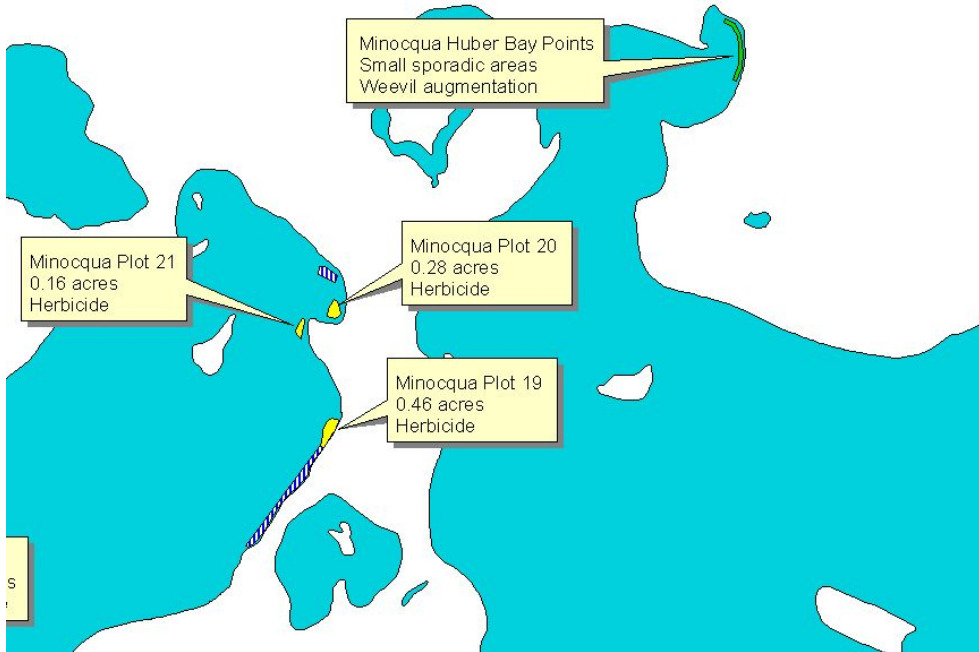 Minocqua Huber Bay Points
Small sporadic areas
Weevil augmentation
Minocqua Plot 21
0.16 acres
Herbicide
Minocqua Plot 20
0.28 acres
Herbicide
Minocqua Plot 19
0.46 acres
Herbicide
s